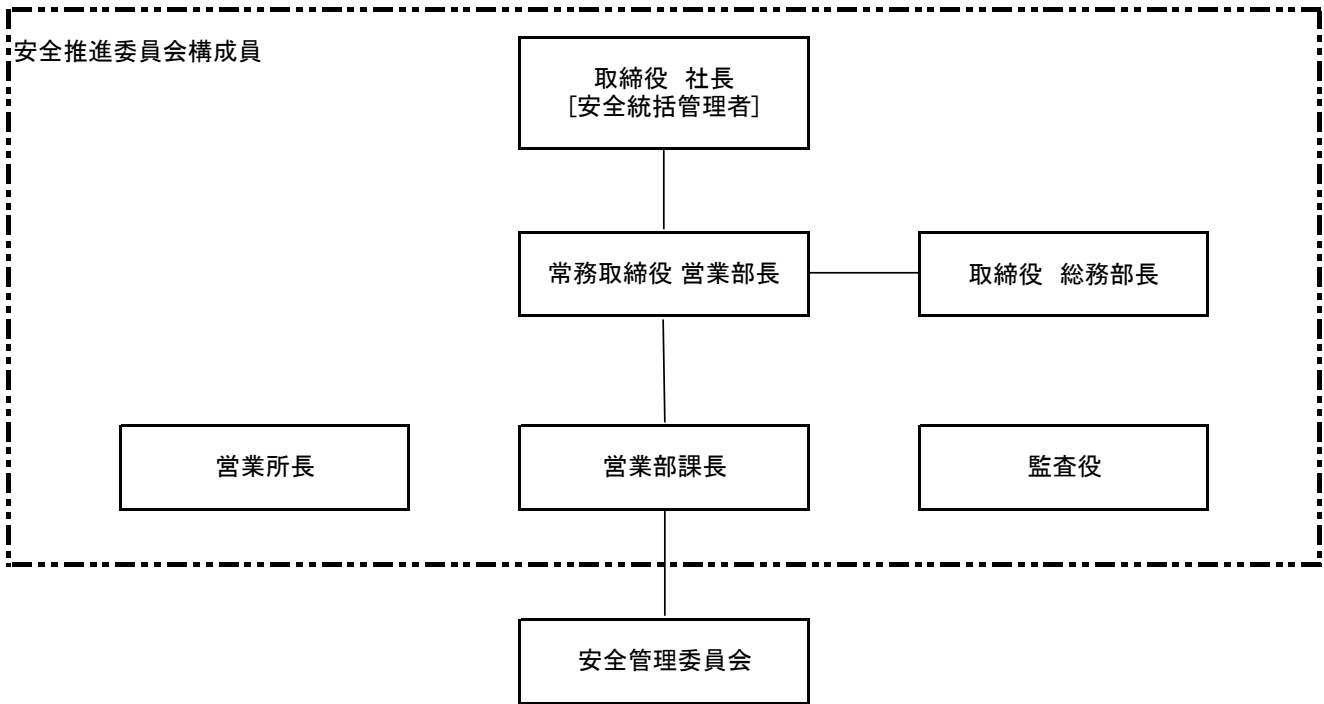 安全推進委員会構成員
取締役 社長
[安全統括管理者]
常務取締役 営業部長
取締役 総務部長
営業所長
営業部課長
監査役
安全管理委員会